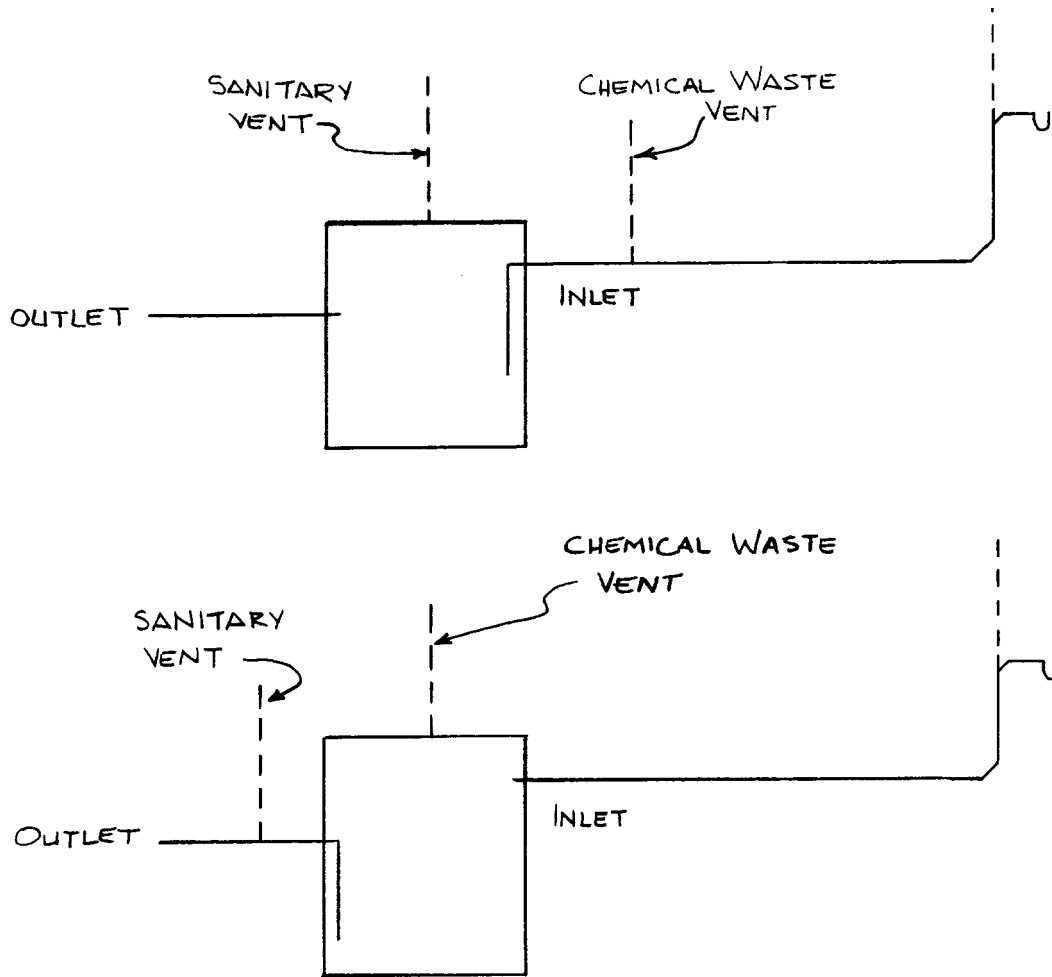 SANITARY
VENT
CHEMICAL WASTE
VENT
OUTLET
INLET
CHEMICAL WASTE
VENT
SANITARY
VENT
OUTLET
INLET